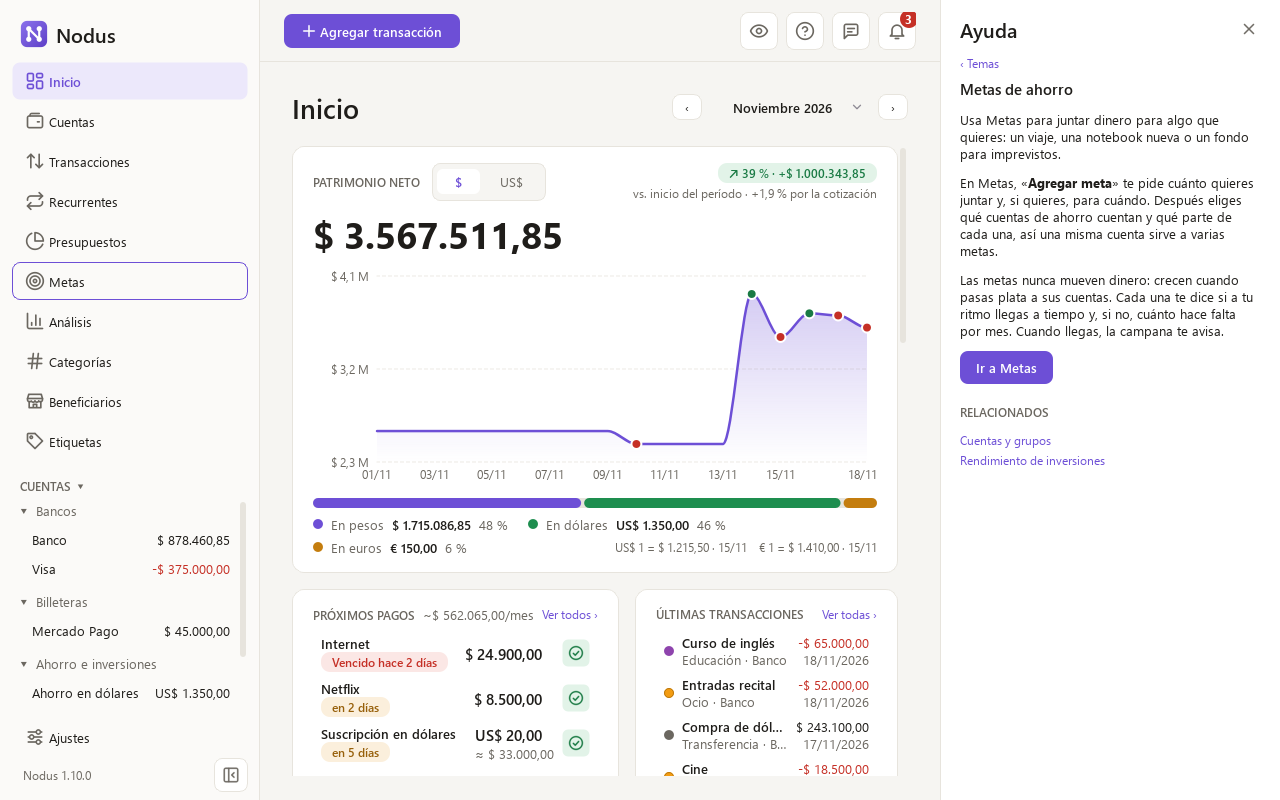 Nodus
Inicio
Cuentas
Transacciones
Recurrentes
Presupuestos
Metas
Análisis
Categorías
Beneficiarios
Etiquetas
CUENTAS
Bancos
Banco $ 878.460,85
Visa -$ 375.000,00
Billeteras
Mercado Pago $ 45.000,00
Ahorro e inversiones
Ahorro en dólares US$ 1.350,00
Ajustes
Nodus 1.10.0
Agregar transacción
3
Inicio
‹ Noviembre 2026 ›
PATRIMONIO NETO $ US$
39 % · +$ 1.000.343,85
vs. inicio del período · +1,9 % por la cotización
$ 3.567.511,85
$ 4,1 M
$ 3,2 M
$ 2,3 M
01/11 03/11 05/11 07/11 09/11 11/11 13/11 15/11 18/11
En pesos $ 1.715.086,85 48 % En dólares US$ 1.350,00 46 %
En euros € 150,00 6 % US$ 1 = $ 1.215,50 · 15/11 € 1 = $ 1.410,00 · 15/11
PRÓXIMOS PAGOS ~$ 562.065,00/mes Ver todos ›
Internet
Vencido hace 2 días
$ 24.900,00
Netflix
en 2 días
$ 8.500,00
Suscripción en dólares
en 5 días
US$ 20,00
≈ $ 33.000,00
ÚLTIMAS TRANSACCIONES Ver todas ›
Curso de inglés -$ 65.000,00
Educación · Banco 18/11/2026
Entradas recital -$ 52.000,00
Ocio · Banco 18/11/2026
Compra de dól... $ 243.100,00
Transferencia · B... 17/11/2026
Cine -$ 18.500,00
Ayuda
‹ Temas
Metas de ahorro
Usa Metas para juntar dinero para algo que
quieres: un viaje, una notebook nueva o un fondo
para imprevistos.
En Metas, «Agregar meta» te pide cuánto quieres
juntar y, si quieres, para cuándo. Después eliges
qué cuentas de ahorro cuentan y qué parte de
cada una, así una misma cuenta sirve a varias
metas.
Las metas nunca mueven dinero: crecen cuando
pasas plata a sus cuentas. Cada una te dice si a tu
ritmo llegas a tiempo y, si no, cuánto hace falta
por mes. Cuando llegas, la campana te avisa.
Ir a Metas
RELACIONADOS
Cuentas y grupos
Rendimiento de inversiones